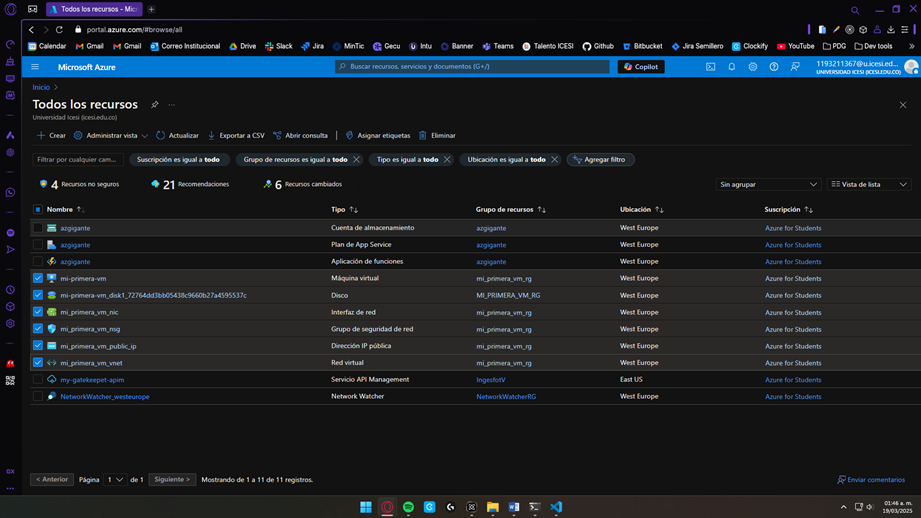 Todos los recursos - Mic
portal.azure.com/#browse/all
Calendar Gmail Gmail Correo Institucional Drive Slack Jira MinTic Gecu Intu Banner Teams Talento ICESI Github Bitbucket Jira Semillero Clockify YouTube PDG Dev tools
Microsoft Azure Buscar recursos, servicios y documentos (G+/) Copilot 1193211367@u.icesi.ed...
UNIVERSIDAD ICESI (ICESI.EDU.CO)
Inicio
Todos los recursos
Universidad Icesi (icesi.edu.co)
Crear Administrar vista Actualizar Exportar a CSV Abrir consulta Asignar etiquetas Eliminar
Filtrar por cualquier cam... Suscripción es igual a todo Grupo de recursos es igual a todo Tipo es igual a todo Ubicación es igual a todo Agregar filtro
4 Recursos no seguros 21 Recomendaciones 6 Recursos cambiados Sin agrupar Vista de lista
Nombre Tipo Grupo de recursos Ubicación Suscripción
azgigante Cuenta de almacenamiento azgigante West Europe Azure for Students
azgigante Plan de App Service azgigante West Europe Azure for Students
azgigante Aplicación de funciones azgigante West Europe Azure for Students
mi-primera-vm Máquina virtual mi_primera_vm_rg West Europe Azure for Students
mi-primera-vm_disk1_72764dd3bb05438c9660b27a4595537c Disco MI_PRIMERA_VM_RG West Europe Azure for Students
mi_primera_vm_nic Interfaz de red mi_primera_vm_rg West Europe Azure for Students
mi_primera_vm_nsg Grupo de seguridad de red mi_primera_vm_rg West Europe Azure for Students
mi_primera_vm_public_ip Dirección IP pública mi_primera_vm_rg West Europe Azure for Students
mi_primera_vm_vnet Red virtual mi_primera_vm_rg West Europe Azure for Students
my-gatekeepet-apim Servicio API Management IngesfotV East US Azure for Students
NetworkWatcher_westeurope Network Watcher NetworkWatcherRG West Europe Azure for Students
< Anterior Página 1 de 1 Siguiente > Mostrando de 1 a 11 de 11 registros. Enviar comentarios
01:46 a. m.
19/03/2025